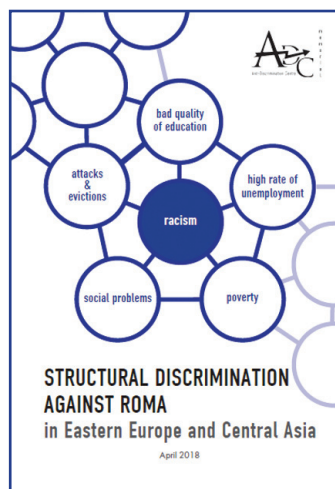 ADC
Anti-Discrimination Centre
MEMORIAL
bad quality
of education
attacks
&
evictions
high rate of
unemployment
racism
social problems
poverty
STRUCTURAL DISCRIMINATION
AGAINST ROMA
in Eastern Europe and Central Asia
April 2018